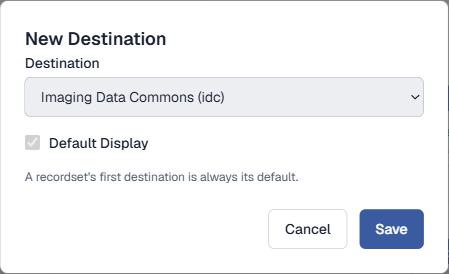 New Destination
Destination
Imaging Data Commons (idc)
Default Display
A recordset's first destination is always its default.
Cancel
Save